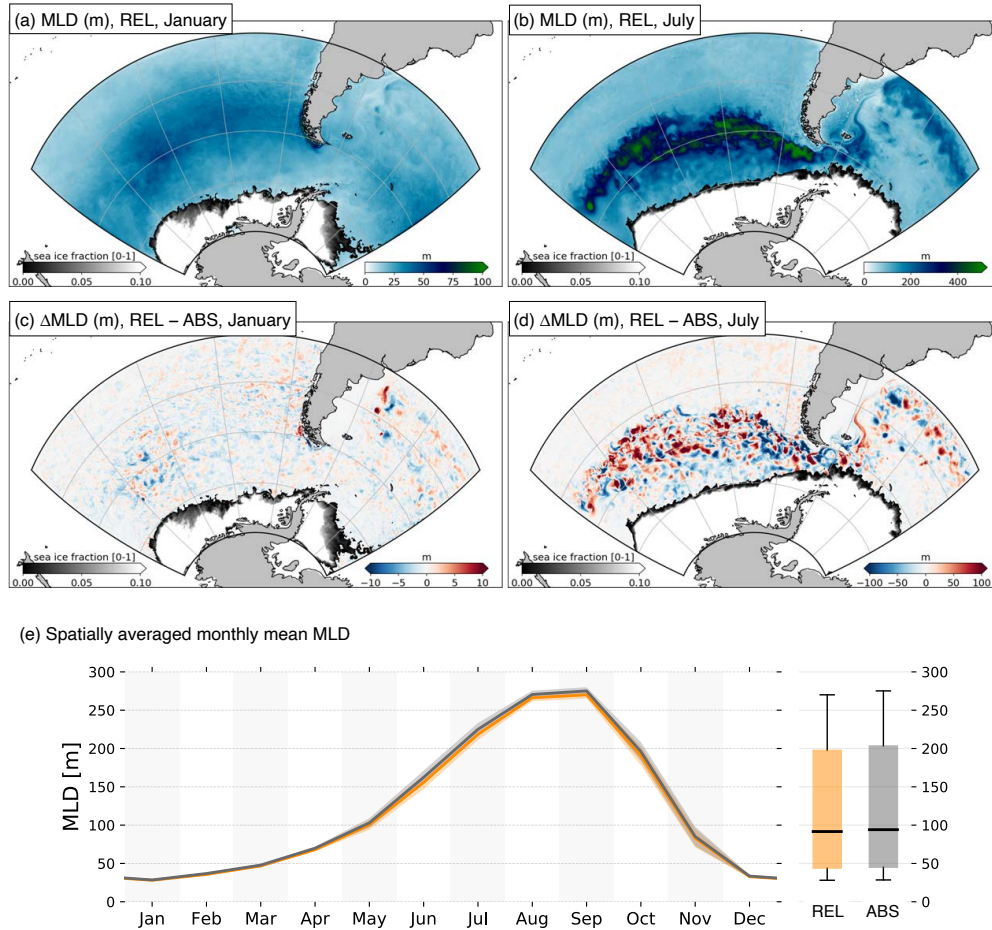 (a) MLD (m), REL, January
(b) MLD (m), REL, July
sea ice fraction [0-1]
0.00 0.05 0.10
m
0 25 50 75 100
sea ice fraction [0-1]
0.00 0.05 0.10
m
0 200 400
(c) ΔMLD (m), REL − ABS, January
(d) ΔMLD (m), REL − ABS, July
sea ice fraction [0-1]
0.00 0.05 0.10
m
−10 −5 0 5 10
sea ice fraction [0-1]
0.00 0.05 0.10
m
−100 −50 0 50 100
(e) Spatially averaged monthly mean MLD
MLD [m]
300
250
200
150
100
50
0
Jan Feb Mar Apr May Jun Jul Aug Sep Oct Nov Dec
300
250
200
150
100
50
0
REL ABS